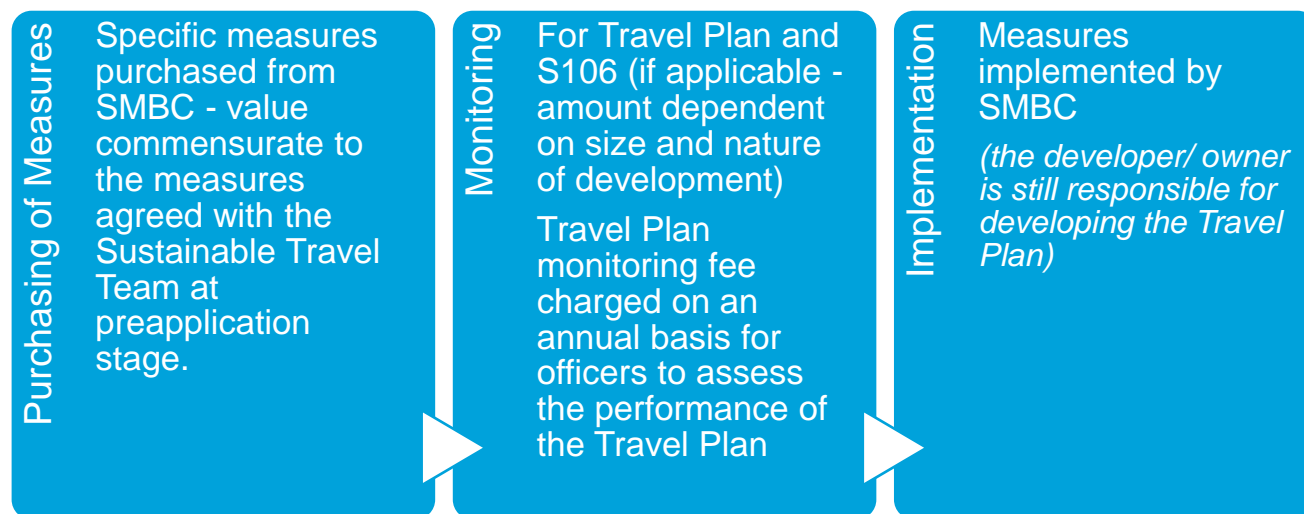 Purchasing of Measures
Specific measures
purchased from
SMBC - value
commensurate to
the measures
agreed with the
Sustainable Travel
Team at
preapplication
stage.
Monitoring
For Travel Plan and
S106 (if applicable -
amount dependent
on size and nature
of development)
Travel Plan
monitoring fee
charged on an
annual basis for
officers to assess
the performance of
the Travel Plan
Implementation
Measures
implemented by
SMBC
(the developer/ owner
is still responsible for
developing the Travel
Plan)